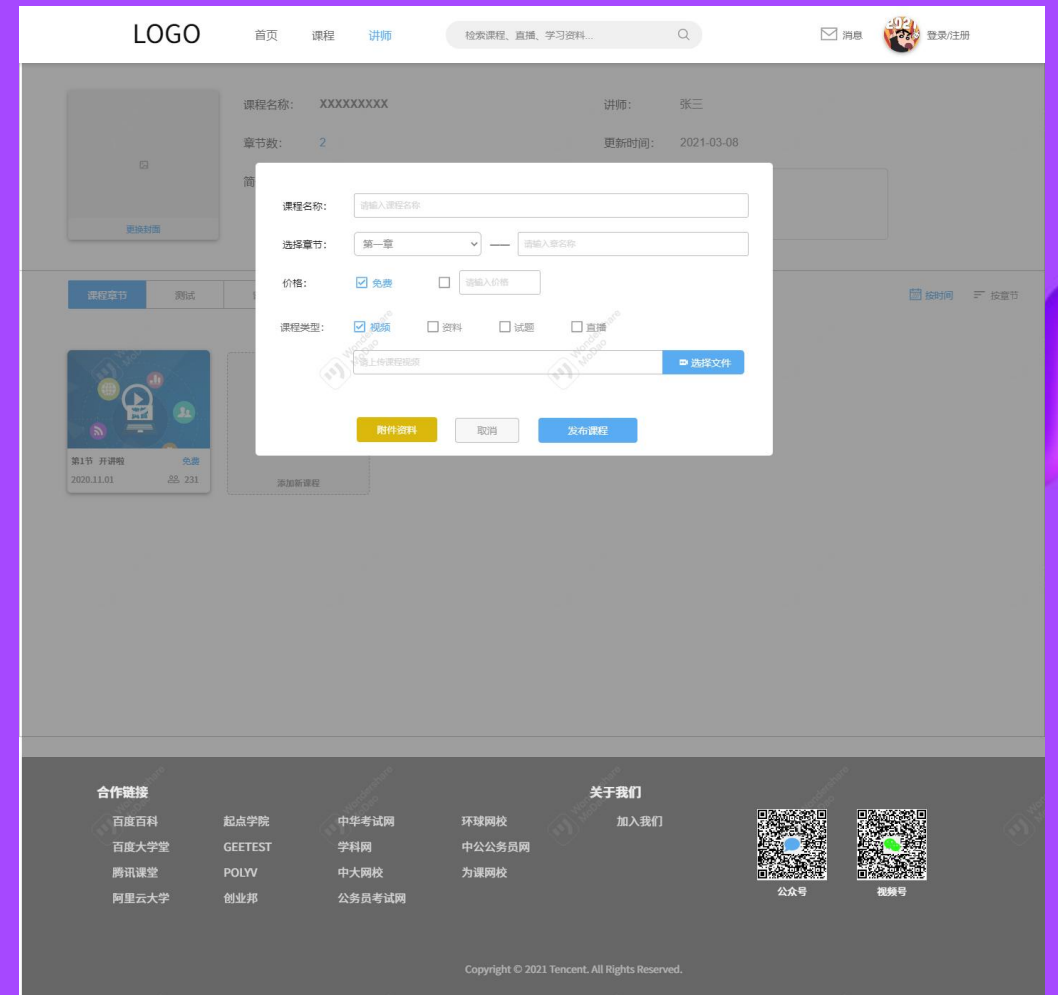 LOGO 首页 课程 讲师 检索课程、直播、学习资料... 消息 2021 登录/注册
课程名称: XXXXXXXXX 讲师: 张三
章节数: 2 更新时间: 2021-03-08
简
更换封面
课程名称: 请输入课程名称
选择章节: 第一章 —— 请输入章名称
价格: 免费 请输入价格
课程类型: 视频 资料 试题 直播
请上传课程视频 选择文件
附件资料 取消 发布课程
课程章节 测试 按时间 按章节
第1节 开讲啦 免费
2020.11.01 231
添加新课程
Wondershare
MoDao
Wondershare
MoDao
合作链接 关于我们
百度百科 起点学院 中华考试网 环球网校 加入我们
百度大学堂 GEETEST 学科网 中公公务员网
腾讯课堂 POLYV 中大网校 为课网校
阿里云大学 创业邦 公务员考试网
公众号 视频号
Copyright © 2021 Tencent. All Rights Reserved.